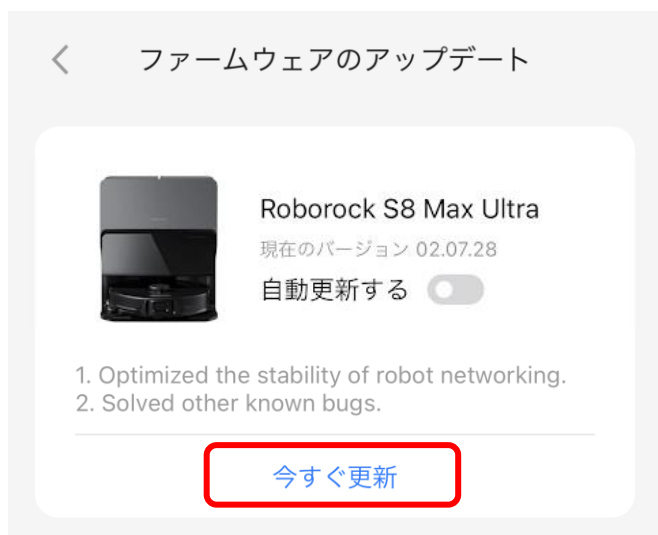 ファームウェアのアップデート
Roborock S8 Max Ultra
現在のバージョン 02.07.28
自動更新する
1. Optimized the stability of robot networking.
2. Solved other known bugs.
今すぐ更新